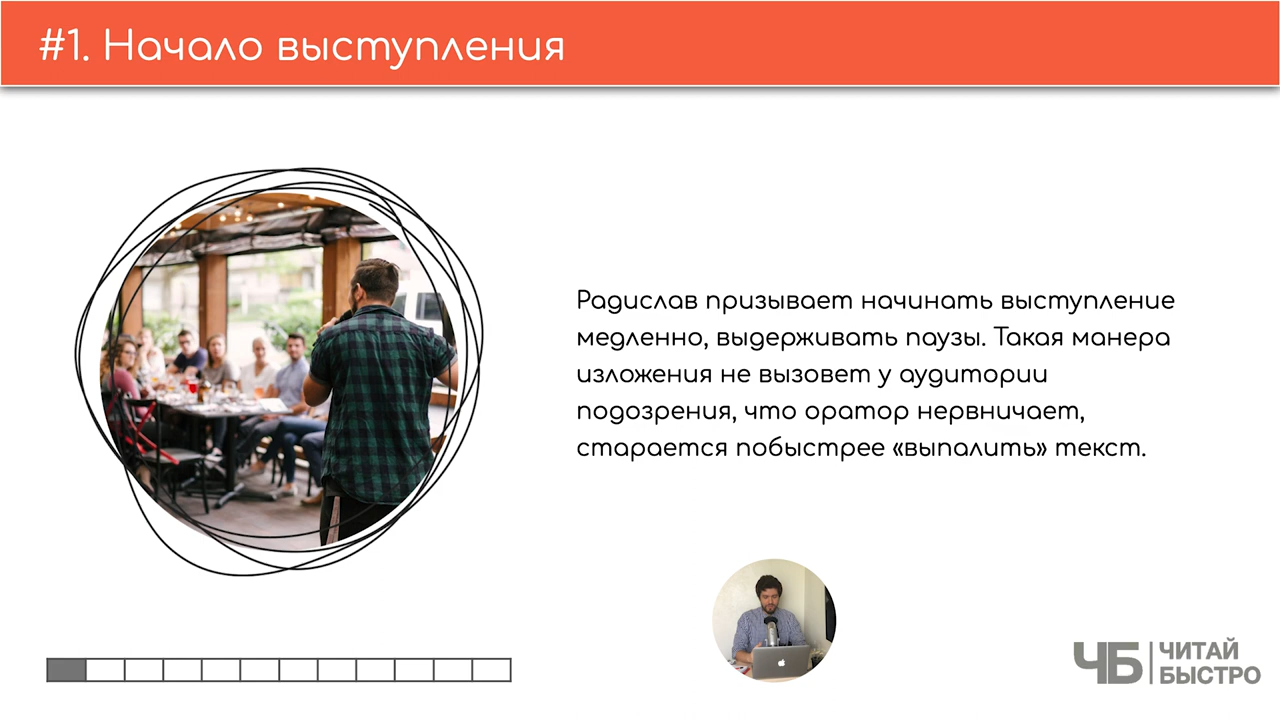 #1. Начало выступления
Радислав призывает начинать выступление
медленно, выдерживать паузы. Такая манера
изложения не вызовет у аудитории
подозрения, что оратор нервничает,
старается побыстрее «выпалить» текст.
ЧБ
ЧИТАЙ
БЫСТРО